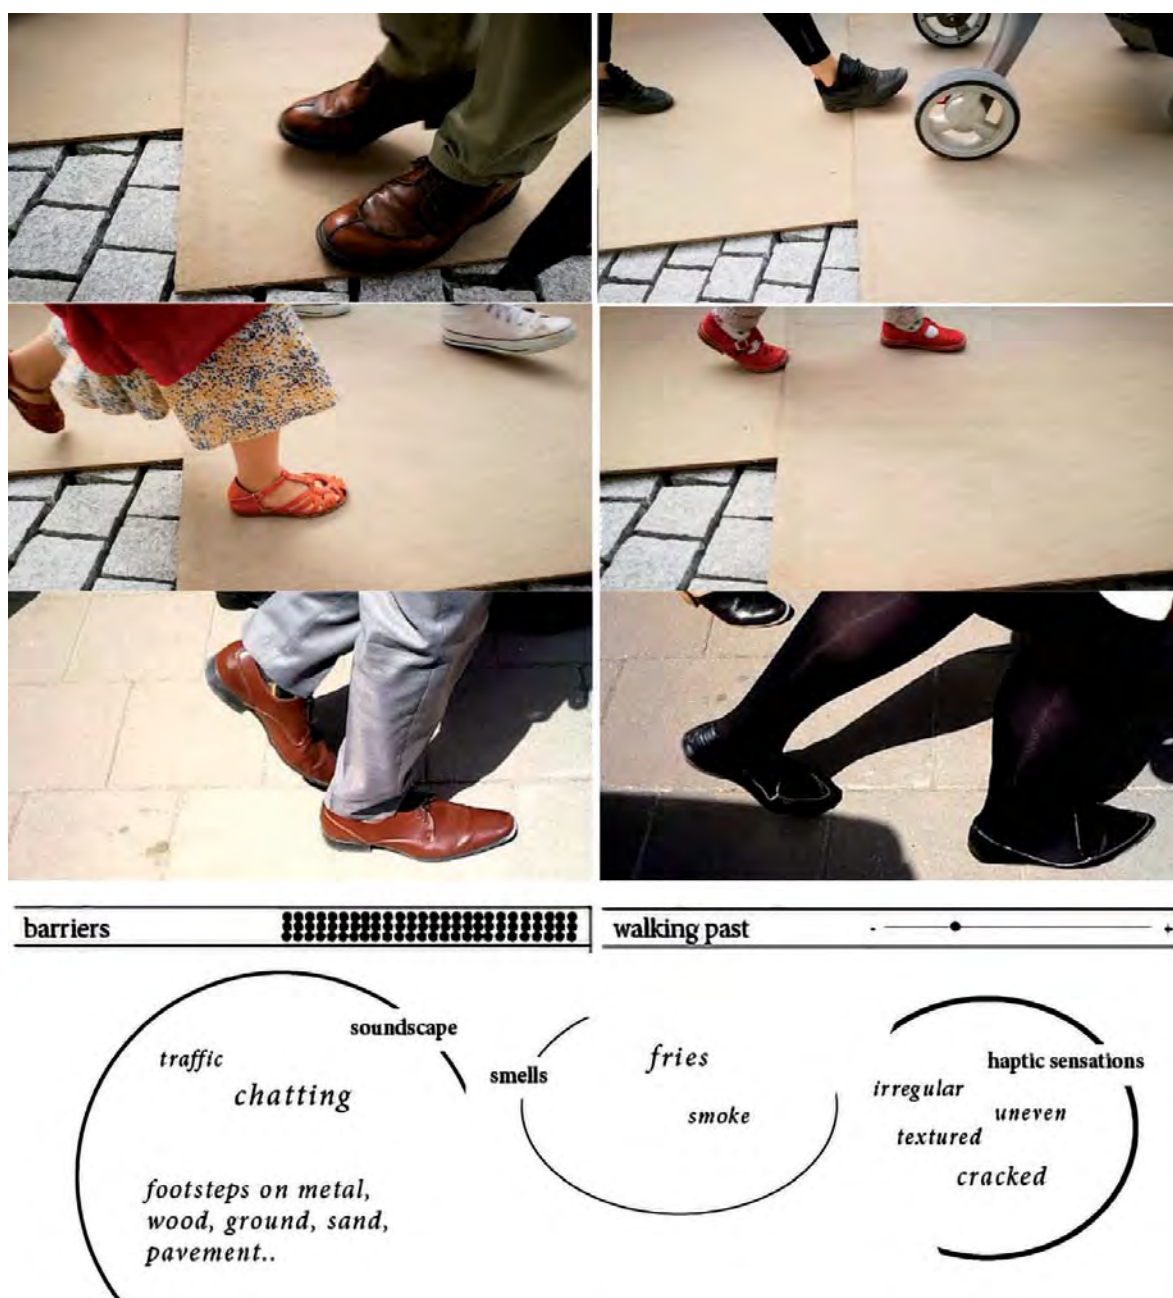 barriers
walking past
-
+
soundscape
traffic
chatting
footsteps on metal,
wood, ground, sand,
pavement..
smells
fries
smoke
haptic sensations
irregular
uneven
textured
cracked